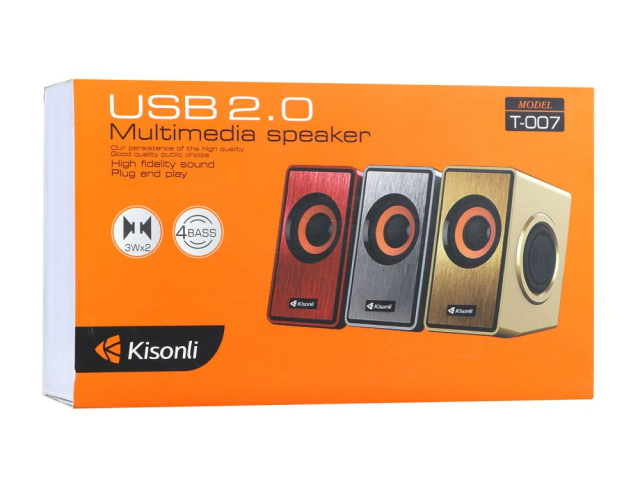 USB 2.0
Multimedia speaker
Our persistence of the high quality
Good quality public choice
High fidelity sound
Plug and play
MODEL
T-007
3Wx2
4BASS
Kisonli
Kisonli
Kisonli
Kisonli